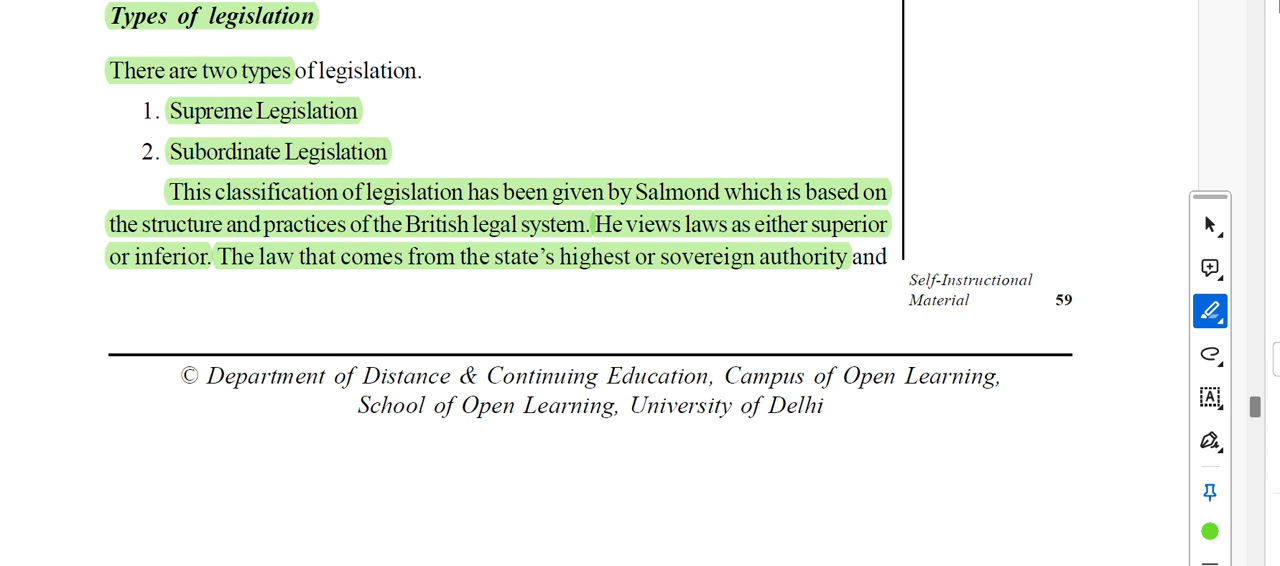 Types of legislation
There are two types of legislation.
1. Supreme Legislation
2. Subordinate Legislation
This classification of legislation has been given by Salmond which is based on
the structure and practices of the British legal system. He views laws as either superior
or inferior. The law that comes from the state’s highest or sovereign authority and
Self-Instructional
Material 59
© Department of Distance & Continuing Education, Campus of Open Learning,
School of Open Learning, University of Delhi